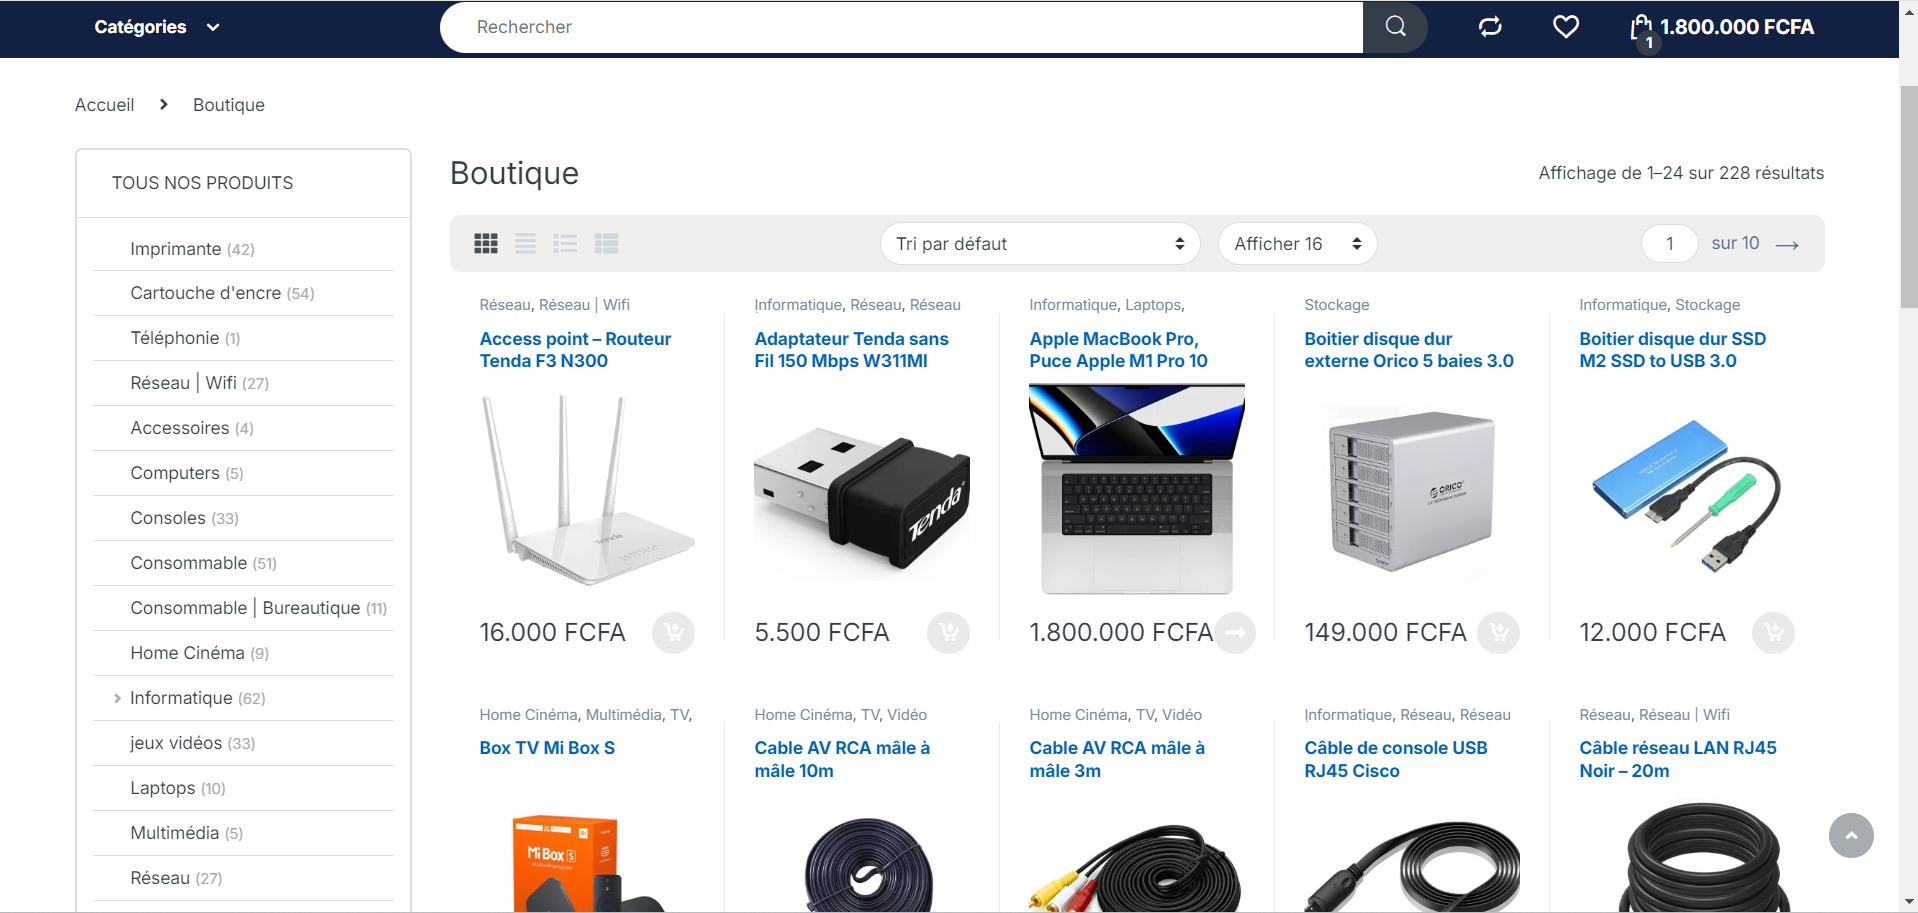 Catégories
Rechercher
1.800.000 FCFA
1
Accueil
Boutique
TOUS NOS PRODUITS
Imprimante (42)
Cartouche d'encre (54)
Téléphonie (1)
Réseau | Wifi (27)
Accessoires (4)
Computers (5)
Consoles (33)
Consommable (51)
Consommable | Bureautique (11)
Home Cinéma (9)
Informatique (62)
jeux vidéos (33)
Laptops (10)
Multimédia (5)
Réseau (27)
Boutique
Affichage de 1–24 sur 228 résultats
Tri par défaut
Afficher 16
1
sur 10
Réseau, Réseau | Wifi
Access point – Routeur
Tenda F3 N300
Tenda
16.000 FCFA
Informatique, Réseau, Réseau
Adaptateur Tenda sans
Fil 150 Mbps W311MI
Tenda
5.500 FCFA
Informatique, Laptops,
Apple MacBook Pro,
Puce Apple M1 Pro 10
1.800.000 FCFA
Stockage
Boitier disque dur
externe Orico 5 baies 3.0
ORICO
149.000 FCFA
Informatique, Stockage
Boitier disque dur SSD
M2 SSD to USB 3.0
12.000 FCFA
Home Cinéma, Multimédia, TV,
Box TV Mi Box S
Mi Box S
Home Cinéma, TV, Vidéo
Cable AV RCA mâle à
mâle 10m
Home Cinéma, TV, Vidéo
Cable AV RCA mâle à
mâle 3m
Informatique, Réseau, Réseau
Câble de console USB
RJ45 Cisco
Réseau, Réseau | Wifi
Câble réseau LAN RJ45
Noir – 20m